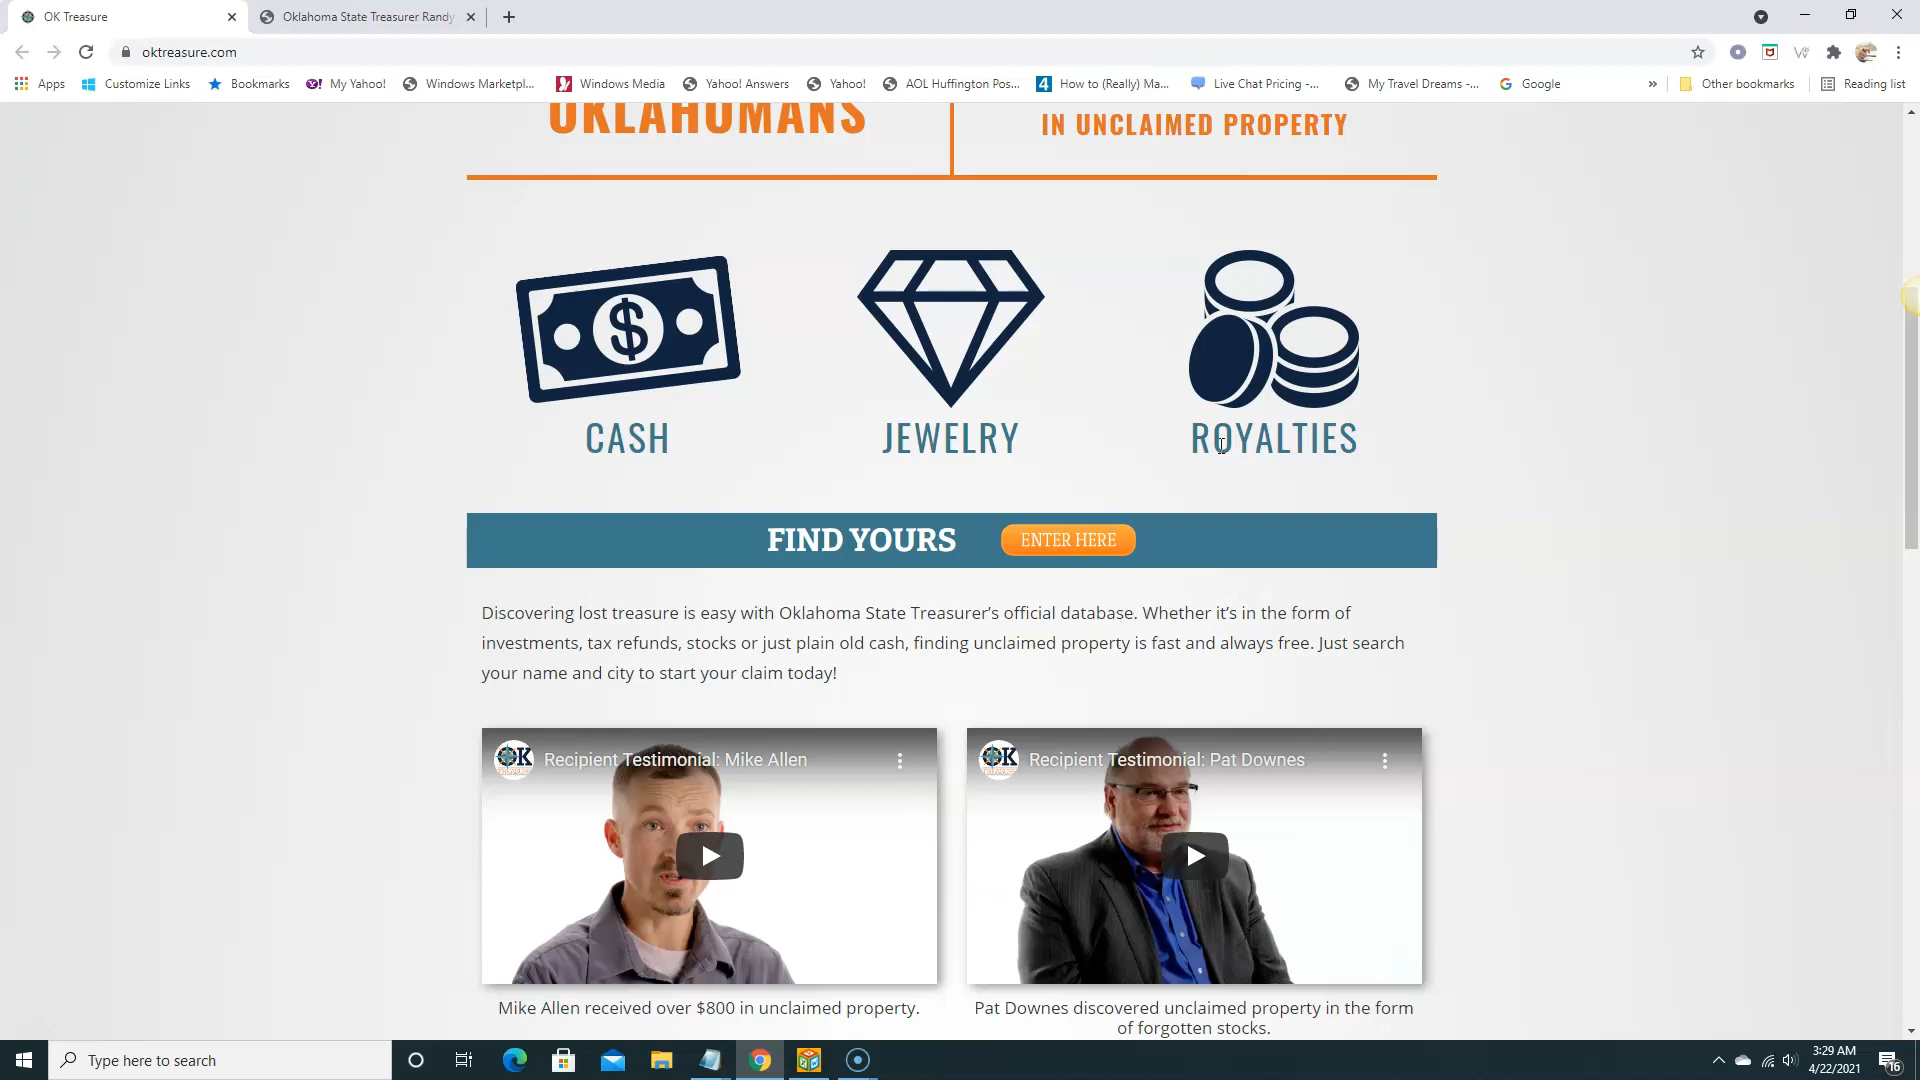 OK Treasure
Oklahoma State Treasurer Randy
oktreasure.com
Apps
Customize Links
Bookmarks
My Yahoo!
Windows Marketpl...
Windows Media
Yahoo! Answers
Yahoo!
AOL Huffington Pos...
4
How to (Really) Ma...
Live Chat Pricing -...
My Travel Dreams -...
Google
»
Other bookmarks
Reading list
OKLAHOMANS
IN UNCLAIMED PROPERTY
$
CASH
JEWELRY
ROYALTIES
FIND YOURS
ENTER HERE
Discovering lost treasure is easy with Oklahoma State Treasurer’s official database. Whether it’s in the form of
investments, tax refunds, stocks or just plain old cash, finding unclaimed property is fast and always free. Just search
your name and city to start your claim today!
OK
Recipient Testimonial: Mike Allen
OK
Recipient Testimonial: Pat Downes
Mike Allen received over $800 in unclaimed property.
Pat Downes discovered unclaimed property in the form
of forgotten stocks.
Type here to search
3:29 AM
4/22/2021
16